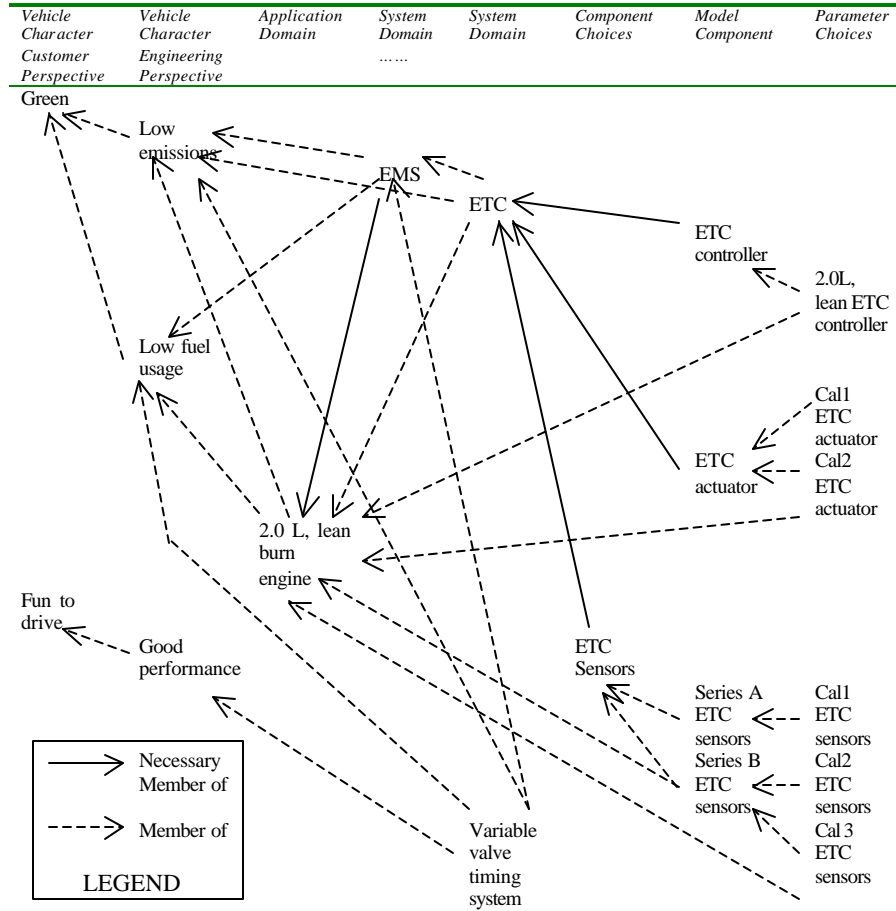 Vehicle Character
Vehicle Character
Application Domain
System Domain
System Domain
Component Choices
Model Component
Parameter Choices
Customer Perspective
Engineering Perspective
......
Green
Low
emissions
EMS
ETC
ETC
controller
2.0L,
lean ETC
controller
Low fuel
usage
Cal1
ETC
actuator
Cal2
ETC
actuator
ETC
actuator
2.0 L, lean
burn
engine
Fun to
drive
Good
performance
ETC
Sensors
Series A
ETC
sensors
Series B
ETC
sensors
Cal1
ETC
sensors
Cal2
ETC
sensors
Cal 3
ETC
sensors
Variable
valve
timing
system
Necessary
Member of
Member of
LEGEND